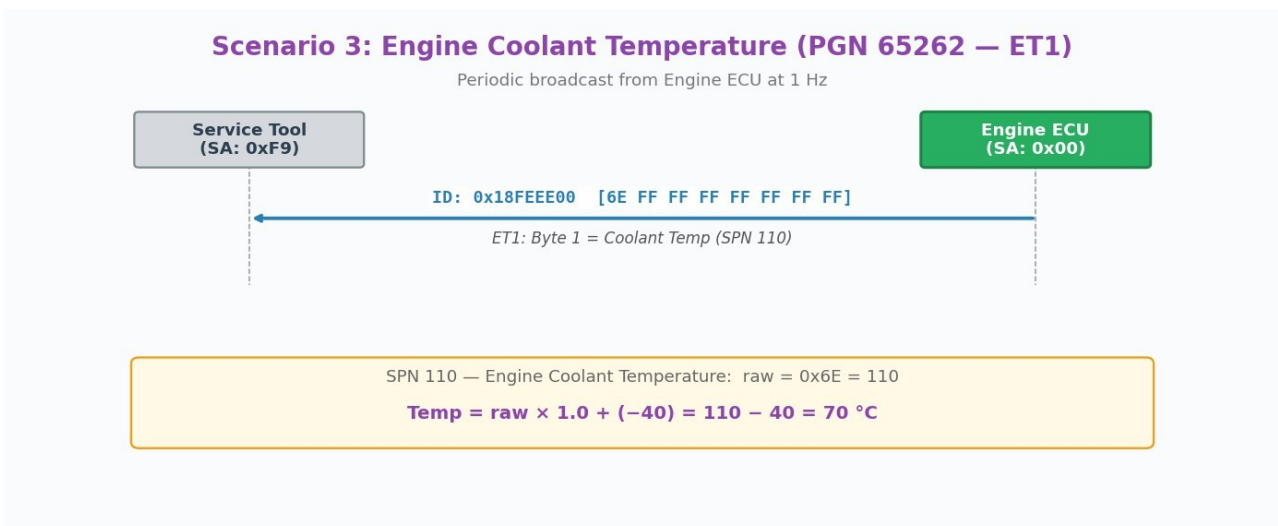 Scenario 3: Engine Coolant Temperature (PGN 65262 — ET1)
Periodic broadcast from Engine ECU at 1 Hz
Service Tool
(SA: 0xF9)
Engine ECU
(SA: 0x00)
ID: 0x18FEEE00  [6E FF FF FF FF FF FF FF]
ET1: Byte 1 = Coolant Temp (SPN 110)
SPN 110 — Engine Coolant Temperature:  raw = 0x6E = 110
Temp = raw × 1.0 + (−40) = 110 − 40 = 70 °C